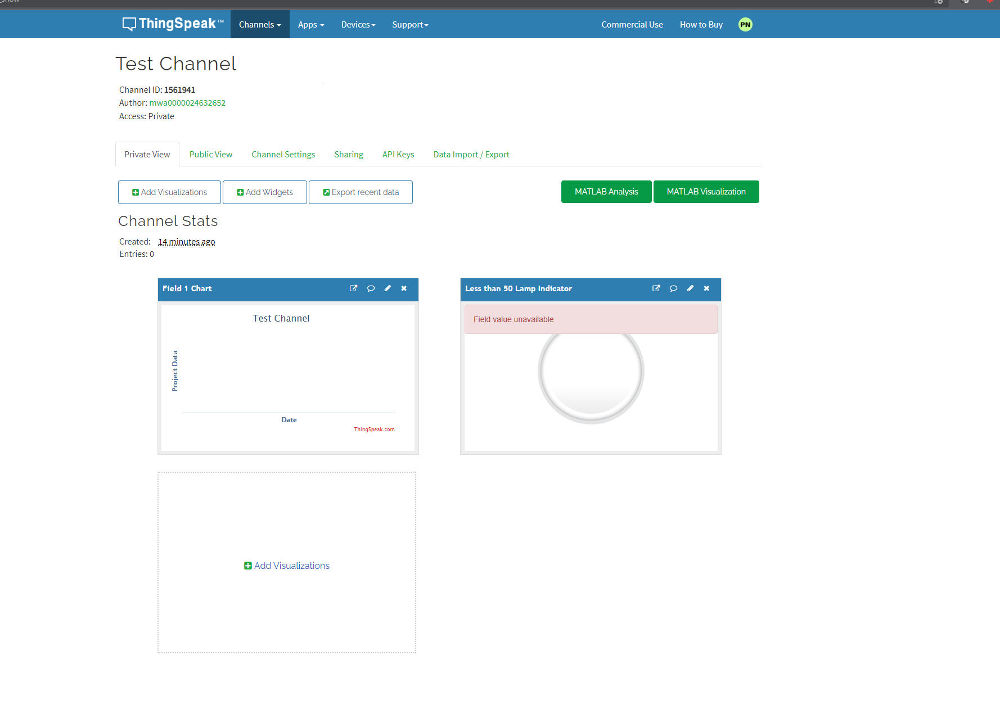 ThingSpeak™ Channels Apps Devices Support Commercial Use How to Buy PN
Test Channel
Channel ID: 1561941
Author: mwa0000024632652
Access: Private
Private View Public View Channel Settings Sharing API Keys Data Import / Export
Add Visualizations Add Widgets Export recent data MATLAB Analysis MATLAB Visualization
Channel Stats
Created: 14 minutes ago
Entries: 0
Field 1 Chart
Test Channel
Project Data
Date
ThingSpeak.com
Less than 50 Lamp Indicator
Field value unavailable
Add Visualizations